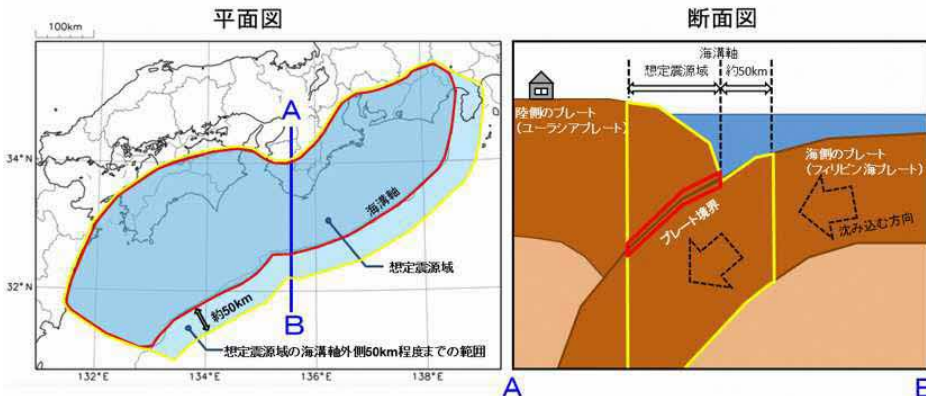 平面図
100km
34°N
32°N
132°E
134°E
136°E
138°E
A
B
海溝軸
想定震源域
約50km
想定震源域の海溝軸外側50km程度までの範囲
断面図
海溝軸
想定震源域
約50km
陸側のプレート
(ユーラシアプレート)
海側のプレート
(フィリピン海プレート)
プレート境界
沈み込む方向
A
B